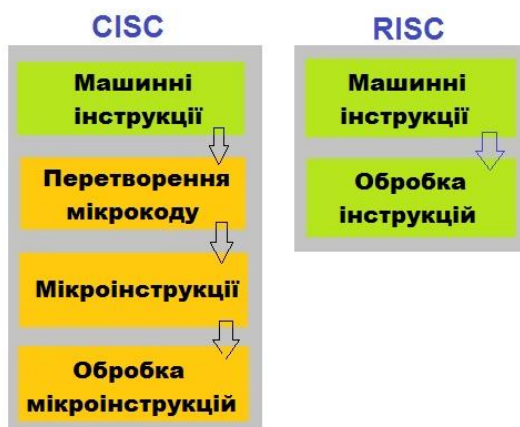 CISC
Машинні
інструкції
Перетворення
мікрокоду
Мікроінструкції
Обробка
мікроінструкцій
RISC
Машинні
інструкції
Обробка
інструкцій